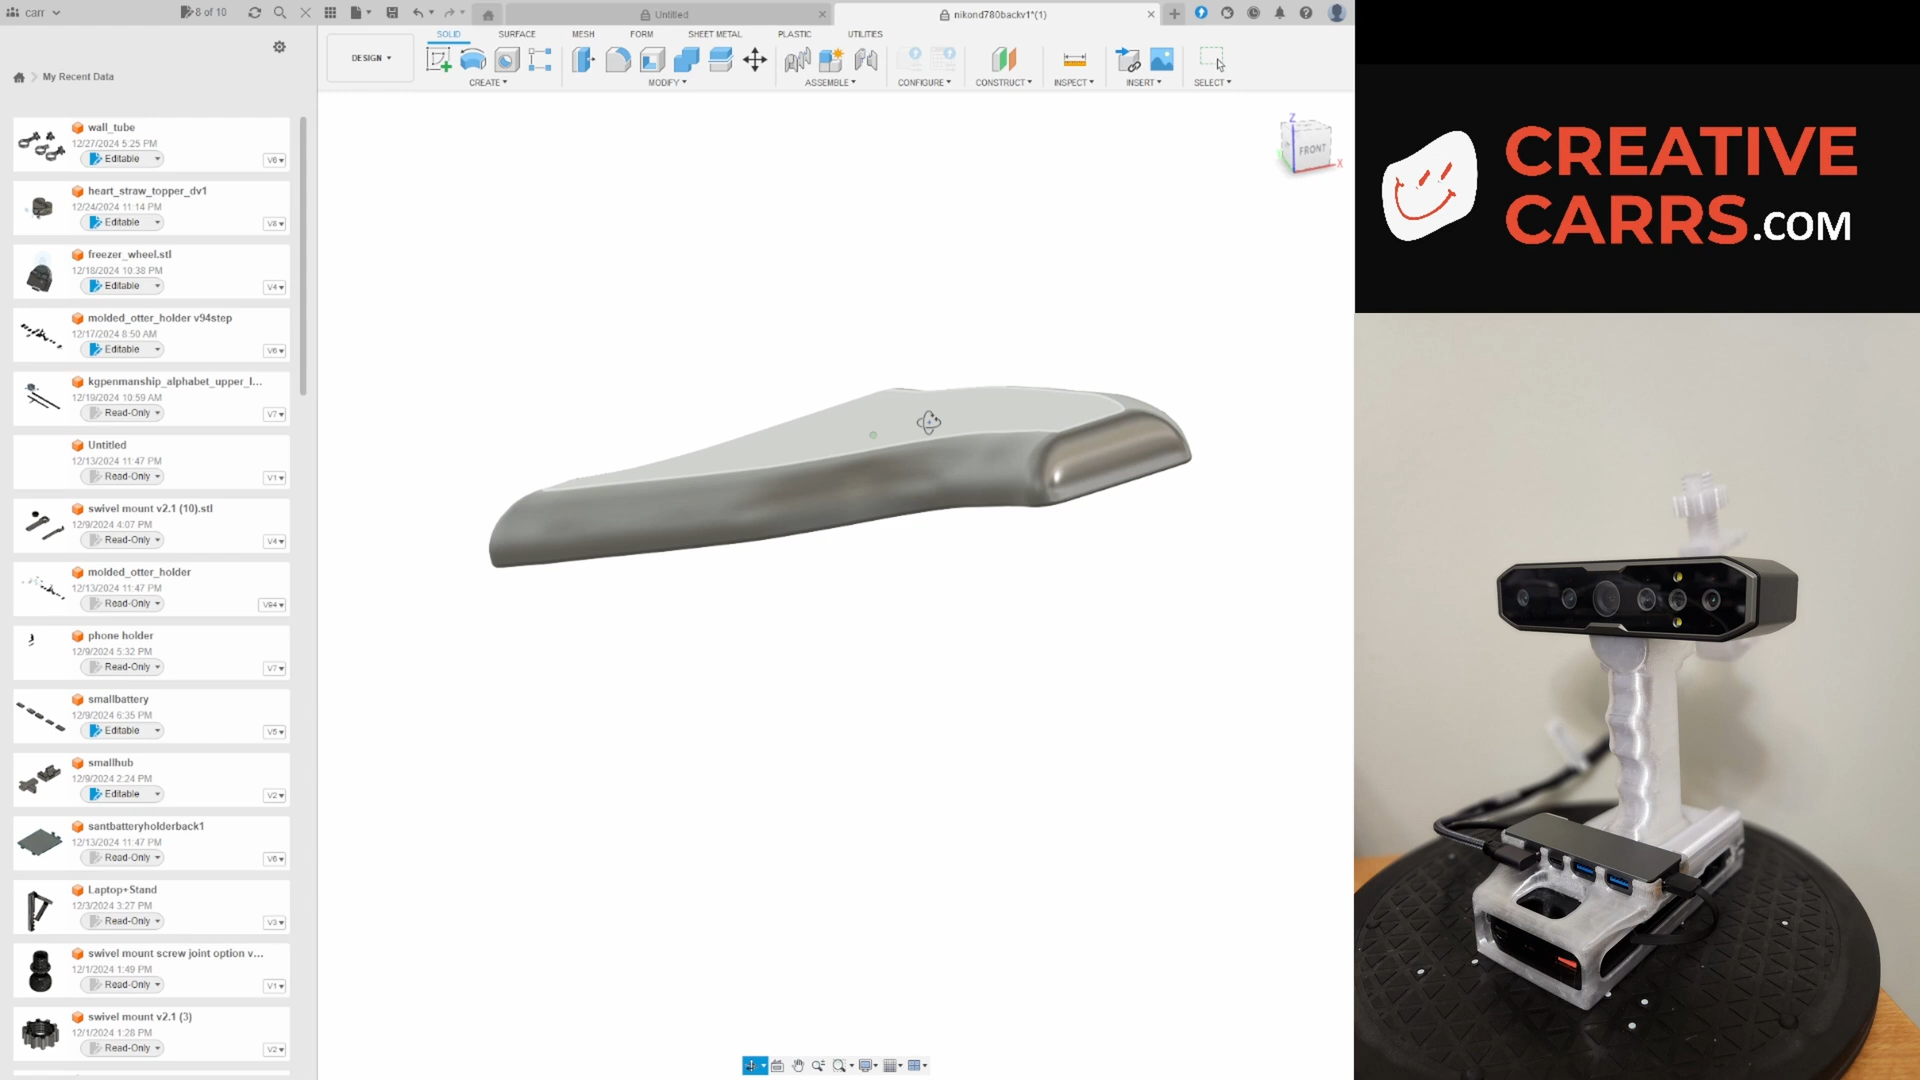 carr
8 of 10
Untitled
nikond780backv1*(1)
SOLID
SURFACE
MESH
FORM
SHEET METAL
PLASTIC
UTILITIES
DESIGN
CREATE
MODIFY
ASSEMBLE
CONFIGURE
CONSTRUCT
INSPECT
INSERT
SELECT
My Recent Data
wall_tube
12/27/2024 5:25 PM
Editable
V6
heart_straw_topper_dv1
12/24/2024 11:14 PM
Editable
V8
freezer_wheel.stl
12/18/2024 10:38 PM
Editable
V4
molded_otter_holder v94step
12/17/2024 8:50 AM
Editable
V6
kgpenmanship_alphabet_upper_l...
12/19/2024 10:59 AM
Read-Only
V7
Untitled
12/13/2024 11:47 PM
Read-Only
V1
swivel mount v2.1 (10).stl
12/9/2024 4:07 PM
Read-Only
V4
molded_otter_holder
12/13/2024 11:47 PM
Read-Only
V94
phone holder
12/9/2024 5:32 PM
Read-Only
V7
smallbattery
12/9/2024 6:35 PM
Editable
V5
smallhub
12/9/2024 2:24 PM
Editable
V2
santbatteryholderback1
12/13/2024 11:47 PM
Read-Only
V6
Laptop+Stand
12/3/2024 3:27 PM
Read-Only
V3
swivel mount screw joint option v...
12/1/2024 1:49 PM
Read-Only
V1
swivel mount v2.1 (3)
12/1/2024 1:28 PM
Read-Only
V2
Z
FRONT
X
CREATIVE
CARRS.COM